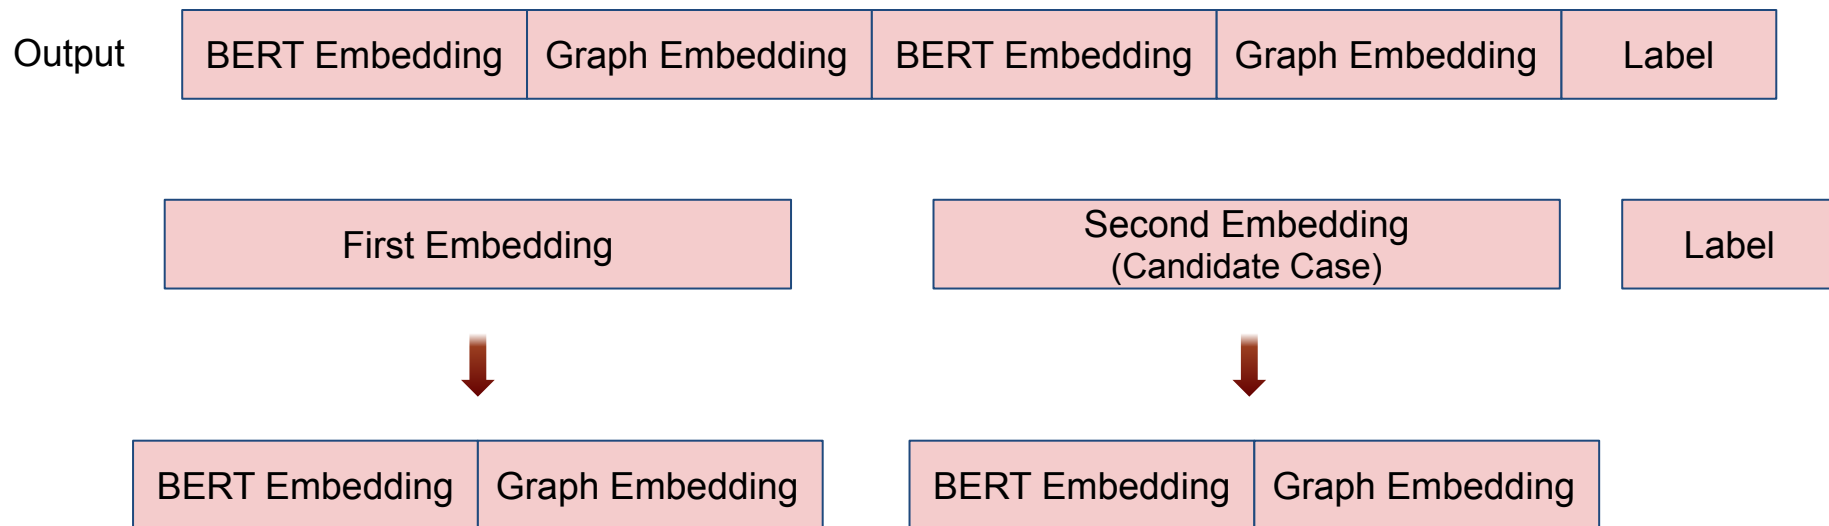 Output
BERT Embedding
Graph Embedding
BERT Embedding
Graph Embedding
Label
First Embedding
Second Embedding
(Candidate Case)
Label
BERT Embedding
Graph Embedding
BERT Embedding
Graph Embedding